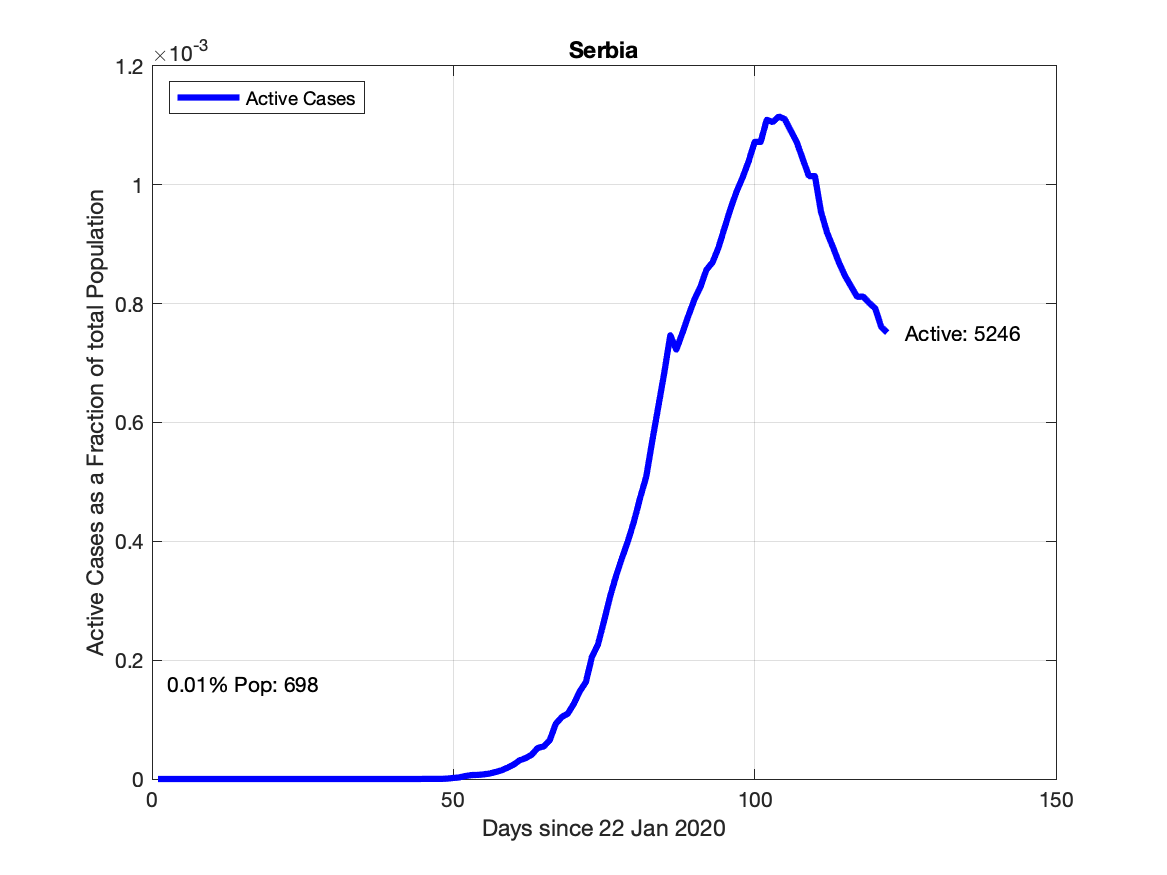 Serbia
×10-3
Active Cases
1.2
1
0.8
0.6
0.4
0.2
0
Active Cases as a Fraction of total Population
Active: 5246
0.01% Pop: 698
0 50 100 150
Days since 22 Jan 2020